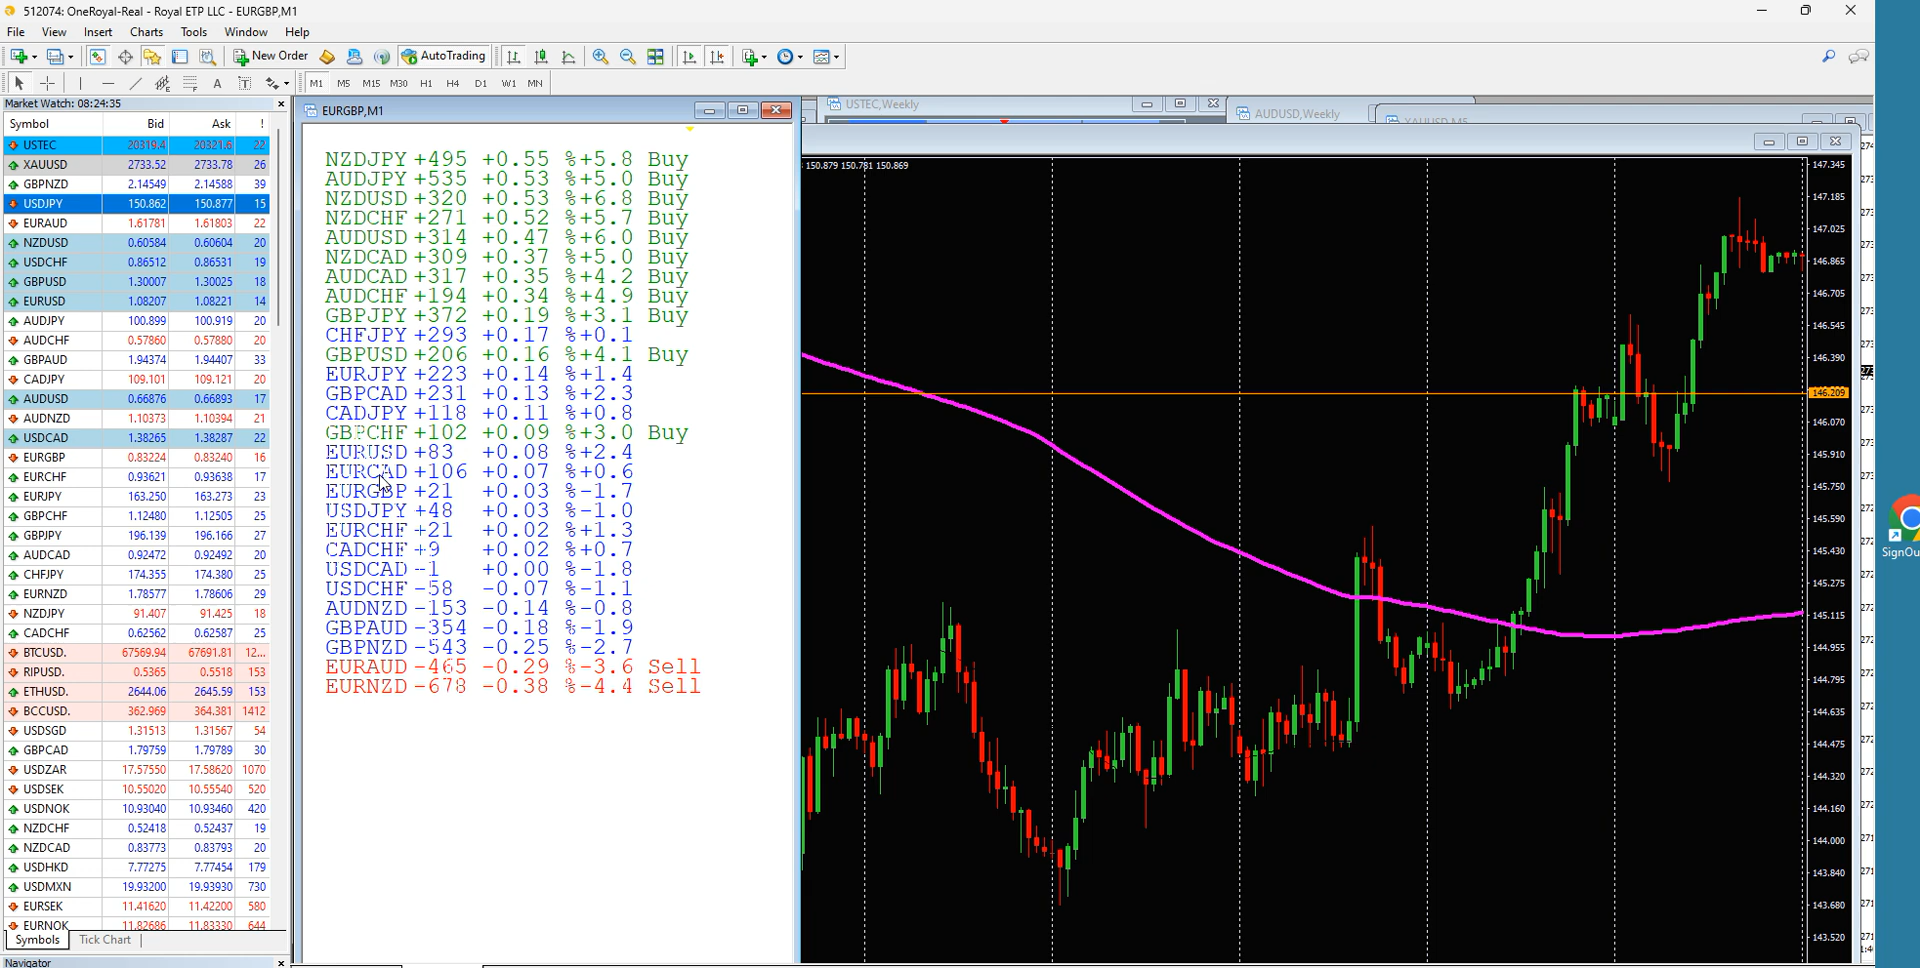 512074: OneRoyal-Real - Royal ETP LLC - EURGBP,M1
File View Insert Charts Tools Window Help
New Order AutoTrading
M1 M5 M15 M30 H1 H4 D1 W1 MN
Market Watch: 08:24:35
Symbol Bid Ask !
USTEC 20319.4 20321.6 22
XAUUSD 2733.52 2733.78 26
GBPNZD 2.14549 2.14588 39
USDJPY 150.862 150.877 15
EURAUD 1.61781 1.61803 22
NZDUSD 0.60584 0.60604 20
USDCHF 0.86512 0.86531 19
GBPUSD 1.30007 1.30025 18
EURUSD 1.08207 1.08221 14
AUDJPY 100.899 100.919 20
AUDCHF 0.57860 0.57880 20
GBPAUD 1.94374 1.94407 33
CADJPY 109.101 109.121 20
AUDUSD 0.66876 0.66893 17
AUDNZD 1.10373 1.10394 21
USDCAD 1.38265 1.38287 22
EURGBP 0.83224 0.83240 16
EURCHF 0.93621 0.93638 17
EURJPY 163.250 163.273 23
GBPCHF 1.12480 1.12505 25
GBPJPY 196.139 196.166 27
AUDCAD 0.92472 0.92492 20
CHFJPY 174.355 174.380 25
EURNZD 1.78577 1.78606 29
NZDJPY 91.407 91.425 18
CADCHF 0.62562 0.62587 25
BTCUSD. 67569.94 67691.81 12...
RIPUSD. 0.5365 0.5518 153
ETHUSD. 2644.06 2645.59 153
BCCUSD. 362.969 364.381 1412
USDSGD 1.31513 1.31567 54
GBPCAD 1.79759 1.79789 30
USDZAR 17.57550 17.58620 1070
USDSEK 10.55020 10.55540 520
USDNOK 10.93040 10.93460 420
NZDCHF 0.52418 0.52437 19
NZDCAD 0.83773 0.83793 20
USDHKD 7.77275 7.77454 179
USDMXN 19.93200 19.93930 730
EURSEK 11.41620 11.42200 580
EURNOK 11.82686 11.83330 644
Symbols Tick Chart
Navigator
EURGBP,M1
NZDJPY +495 +0.55 %+5.8 Buy
AUDJPY +535 +0.53 %+5.0 Buy
NZDUSD +320 +0.53 %+6.8 Buy
NZDCHF +271 +0.52 %+5.7 Buy
AUDUSD +314 +0.47 %+6.0 Buy
NZDCAD +309 +0.37 %+5.0 Buy
AUDCAD +317 +0.35 %+4.2 Buy
AUDCHF +194 +0.34 %+4.9 Buy
GBPJPY +372 +0.19 %+3.1 Buy
CHFJPY +293 +0.17 %+0.1
GBPUSD +206 +0.16 %+4.1 Buy
EURJPY +223 +0.14 %+1.4
GBPCAD +231 +0.13 %+2.3
CADJPY +118 +0.11 %+0.8
GBPCHF +102 +0.09 %+3.0 Buy
EURUSD +83 +0.08 %+2.4
EURCAD +106 +0.07 %+0.6
EURGBP +21 +0.03 %-1.7
USDJPY +48 +0.03 %-1.0
EURCHF +21 +0.02 %+1.3
CADCHF +9 +0.02 %+0.7
USDCAD -1 +0.00 %-1.8
USDCHF -58 -0.07 %-1.1
AUDNZD -153 -0.14 %-0.8
GBPAUD -354 -0.18 %-1.9
GBPNZD -543 -0.25 %-2.7
EURAUD -465 -0.29 %-3.6 Sell
EURNZD -678 -0.38 %-4.4 Sell
USTEC,Weekly
AUDUSD,Weekly
XAUUSD,M5
150.879 150.781 150.869
147.345
147.185
147.025
146.865
146.705
146.545
146.390
146.209
146.070
145.910
145.750
145.590
145.430
145.275
145.115
144.955
144.795
144.635
144.475
144.320
144.160
144.000
143.840
143.680
143.520
SignOu